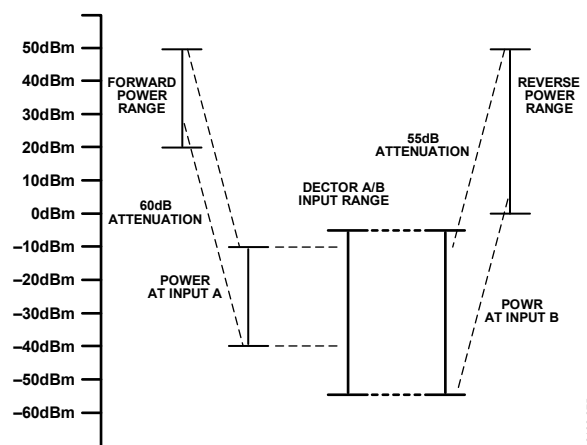 50dBm
40dBm
30dBm
20dBm
10dBm
0dBm
–10dBm
–20dBm
–30dBm
–40dBm
–50dBm
–60dBm
FORWARD
POWER
RANGE
60dB
ATTENUATION
POWER
AT INPUT A
DECTOR A/B
INPUT RANGE
55dB
ATTENUATION
REVERSE
POWER
RANGE
POWR
AT INPUT B